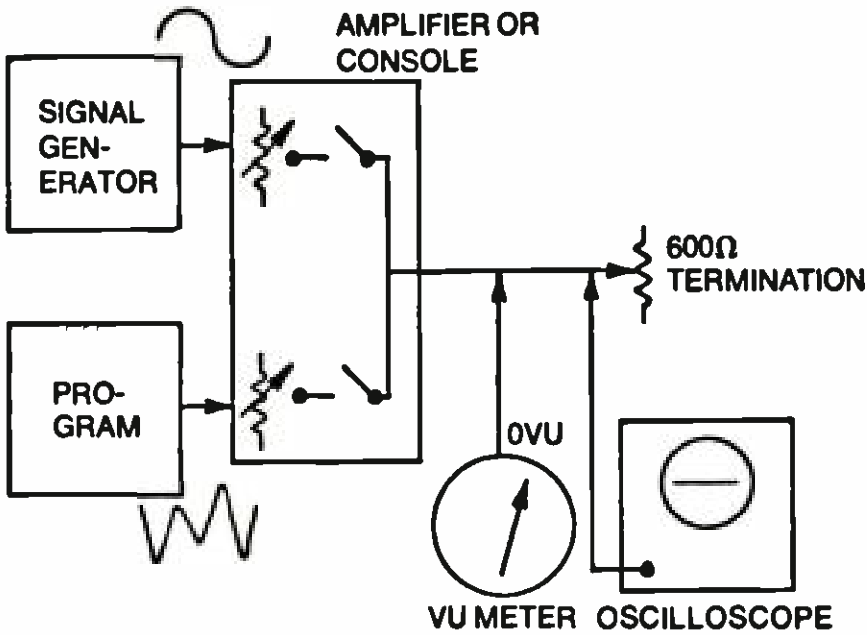 AMPLIFIER OR
CONSOLE
SIGNAL
GEN-
ERATOR
600Ω
TERMINATION
PRO-
GRAM
0VU
VU METER
OSCILLOSCOPE